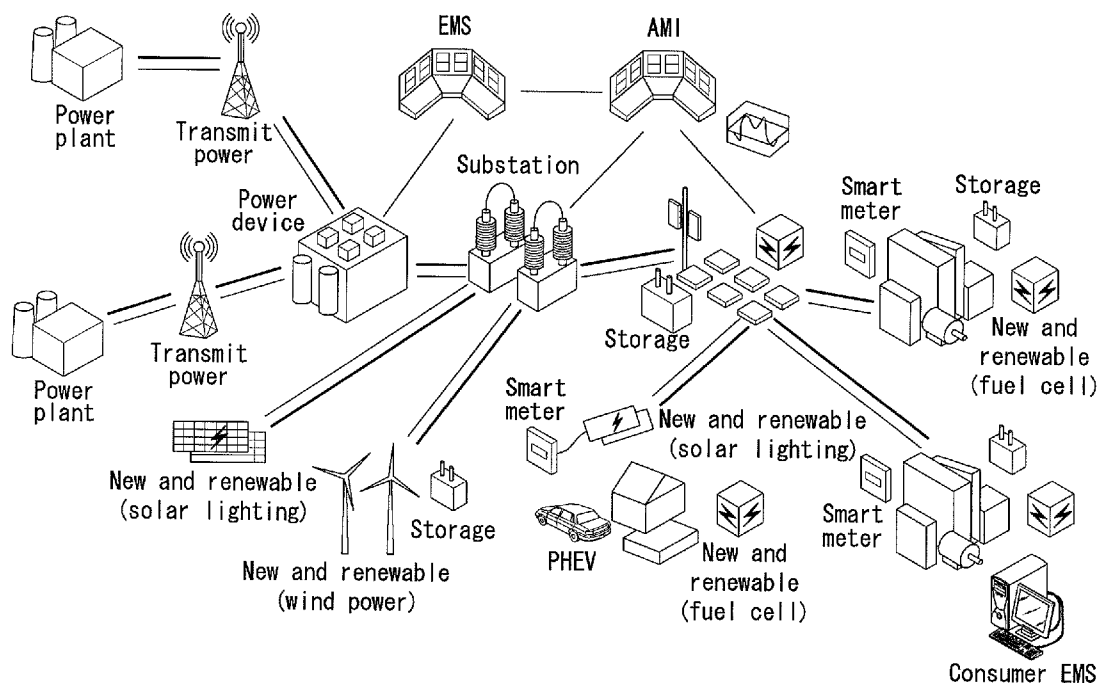 EMS
AMI
Power
plant
Transmit
power
Substation
Power
device
Smart
meter
Storage
Storage
New and
renewable
(fuel cell)
Power
plant
Transmit
power
Smart
meter
New and renewable
(solar lighting)
New and renewable
(solar lighting)
Storage
PHEV
New and
renewable
(fuel cell)
Smart
meter
New and renewable
(wind power)
Consumer EMS